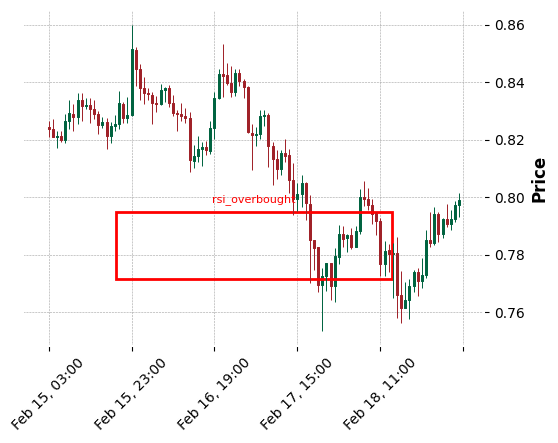 0.86
0.84
0.82
0.80
0.78
0.76
Price
rsi_overbought
Feb 15, 03:00
Feb 15, 23:00
Feb 16, 19:00
Feb 17, 15:00
Feb 18, 11:00